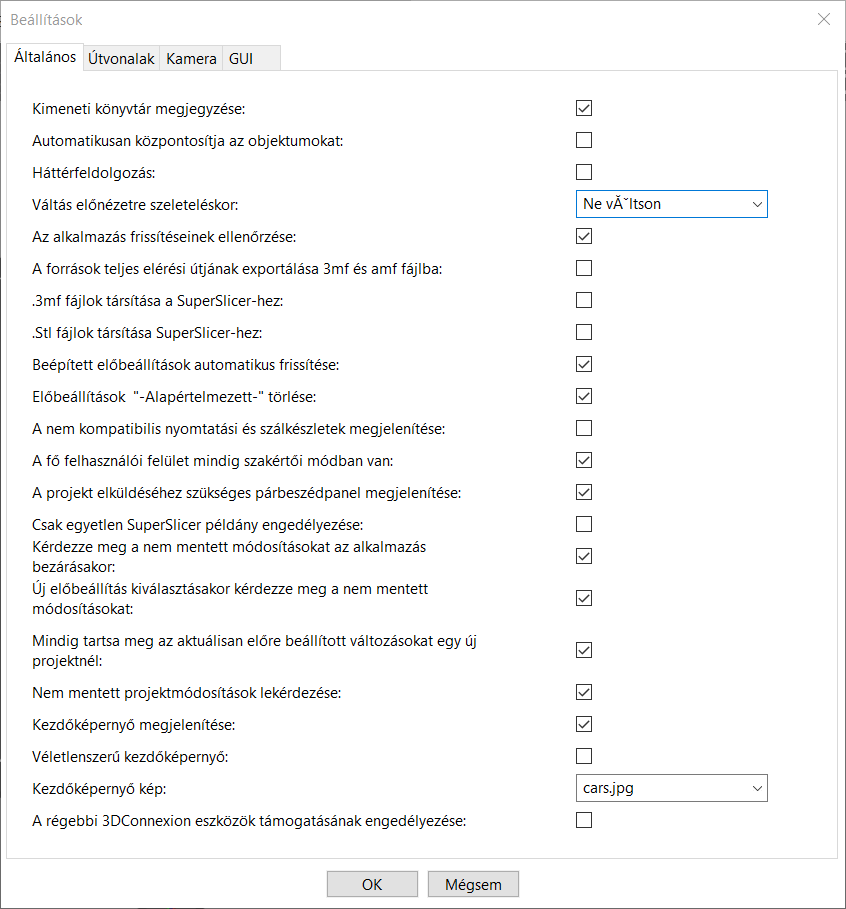 Beállítások
Általános
Útvonalak
Kamera
GUI
Kimeneti könyvtár megjegyzése:
Automatikusan központosítja az objektumokat:
Háttérfeldolgozás:
Váltás előnézetre szeleteléskor:
Ne vĂˇltson
Az alkalmazás frissítéseinek ellenőrzése:
A források teljes elérési útjának exportálása 3mf és amf fájlba:
.3mf fájlok társítása a SuperSlicer-hez:
.Stl fájlok társítása SuperSlicer-hez:
Beépített előbeállítások automatikus frissítése:
Előbeállítások  "-Alapértelmezett-" törlése:
A nem kompatibilis nyomtatási és szálkészletek megjelenítése:
A fő felhasználói felület mindig szakértői módban van:
A projekt elküldéséhez szükséges párbeszédpanel megjelenítése:
Csak egyetlen SuperSlicer példány engedélyezése:
Kérdezze meg a nem mentett módosításokat az alkalmazás
bezárásakor:
Új előbeállítás kiválasztásakor kérdezze meg a nem mentett
módosításokat:
Mindig tartsa meg az aktuálisan előre beállított változásokat egy új
projektnél:
Nem mentett projektmódosítások lekérdezése:
Kezdőképernyő megjelenítése:
Véletlenszerű kezdőképernyő:
Kezdőképernyő kép:
cars.jpg
A régebbi 3DConnexion eszközök támogatásának engedélyezése:
OK
Mégsem